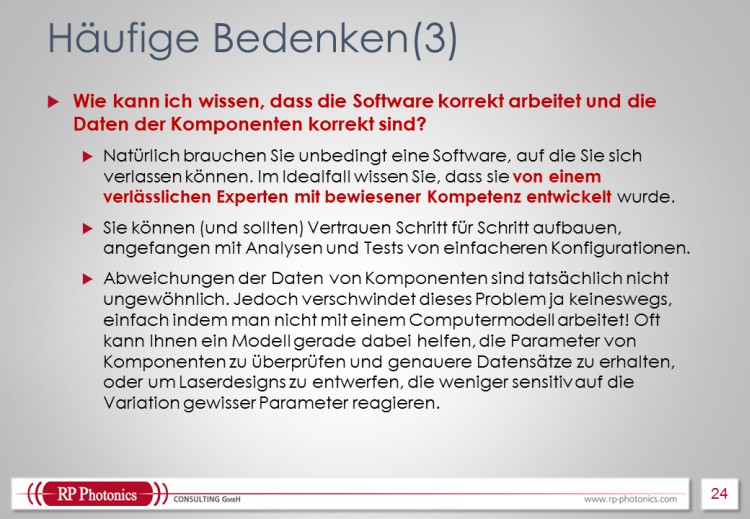 Häufige Bedenken(3)
Wie kann ich wissen, dass die Software korrekt arbeitet und die
Daten der Komponenten korrekt sind?
Natürlich brauchen Sie unbedingt eine Software, auf die Sie sich
verlassen können. Im Idealfall wissen Sie, dass sie von einem
verlässlichen Experten mit bewiesener Kompetenz entwickelt wurde.
Sie können (und sollten) Vertrauen Schritt für Schritt aufbauen,
angefangen mit Analysen und Tests von einfacheren Konfigurationen.
Abweichungen der Daten von Komponenten sind tatsächlich nicht
ungewöhnlich. Jedoch verschwindet dieses Problem ja keineswegs,
einfach indem man nicht mit einem Computermodell arbeitet! Oft
kann Ihnen ein Modell gerade dabei helfen, die Parameter von
Komponenten zu überprüfen und genauere Datensätze zu erhalten,
oder um Laserdesigns zu entwerfen, die weniger sensitiv auf die
Variation gewisser Parameter reagieren.
RP Photonics CONSULTING GmbH
www.rp-photonics.com
24